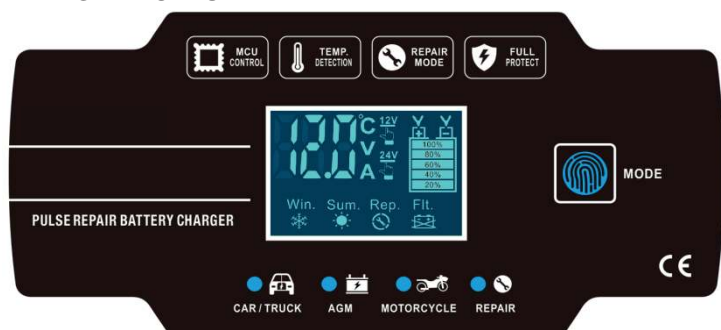 MCU CONTROL
TEMP. DETECTION
REPAIR MODE
FULL PROTECT
12.0 °C V A
12V
24V
100%
80%
60%
40%
20%
Win. Sum. Rep. Flt.
MODE
PULSE REPAIR BATTERY CHARGER
CE
CAR / TRUCK AGM MOTORCYCLE REPAIR